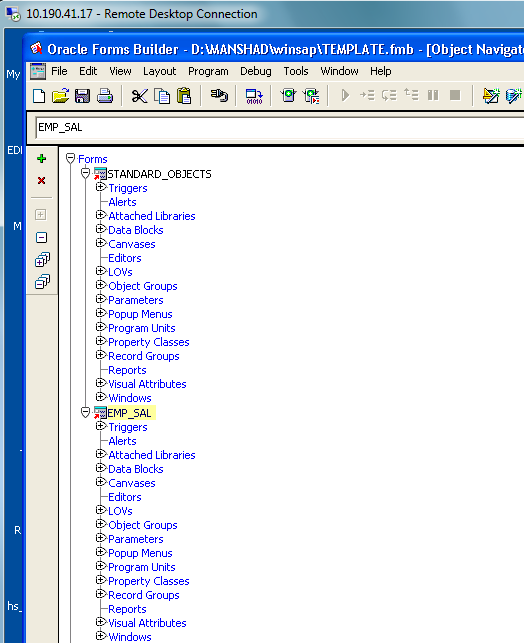 10.190.41.17 - Remote Desktop Connection
Oracle Forms Builder - D:\MANSHAD\winsap\TEMPLATE.fmb - [Object Navigate
My
File Edit View Layout Program Debug Tools Window Help
EMP_SAL
EDI
Forms
STANDARD_OBJECTS
Triggers
Alerts
Attached Libraries
M Data Blocks
Canvases
Editors
LOVs
Object Groups
Parameters
Popup Menus
Program Units
Property Classes
Record Groups
Reports
Visual Attributes
Windows
EMP_SAL
Triggers
Alerts
Attached Libraries
Data Blocks
Canvases
Editors
LOVs
Object Groups
R Parameters
Popup Menus
Program Units
Property Classes
Record Groups
hs_ Reports
Visual Attributes
Windows